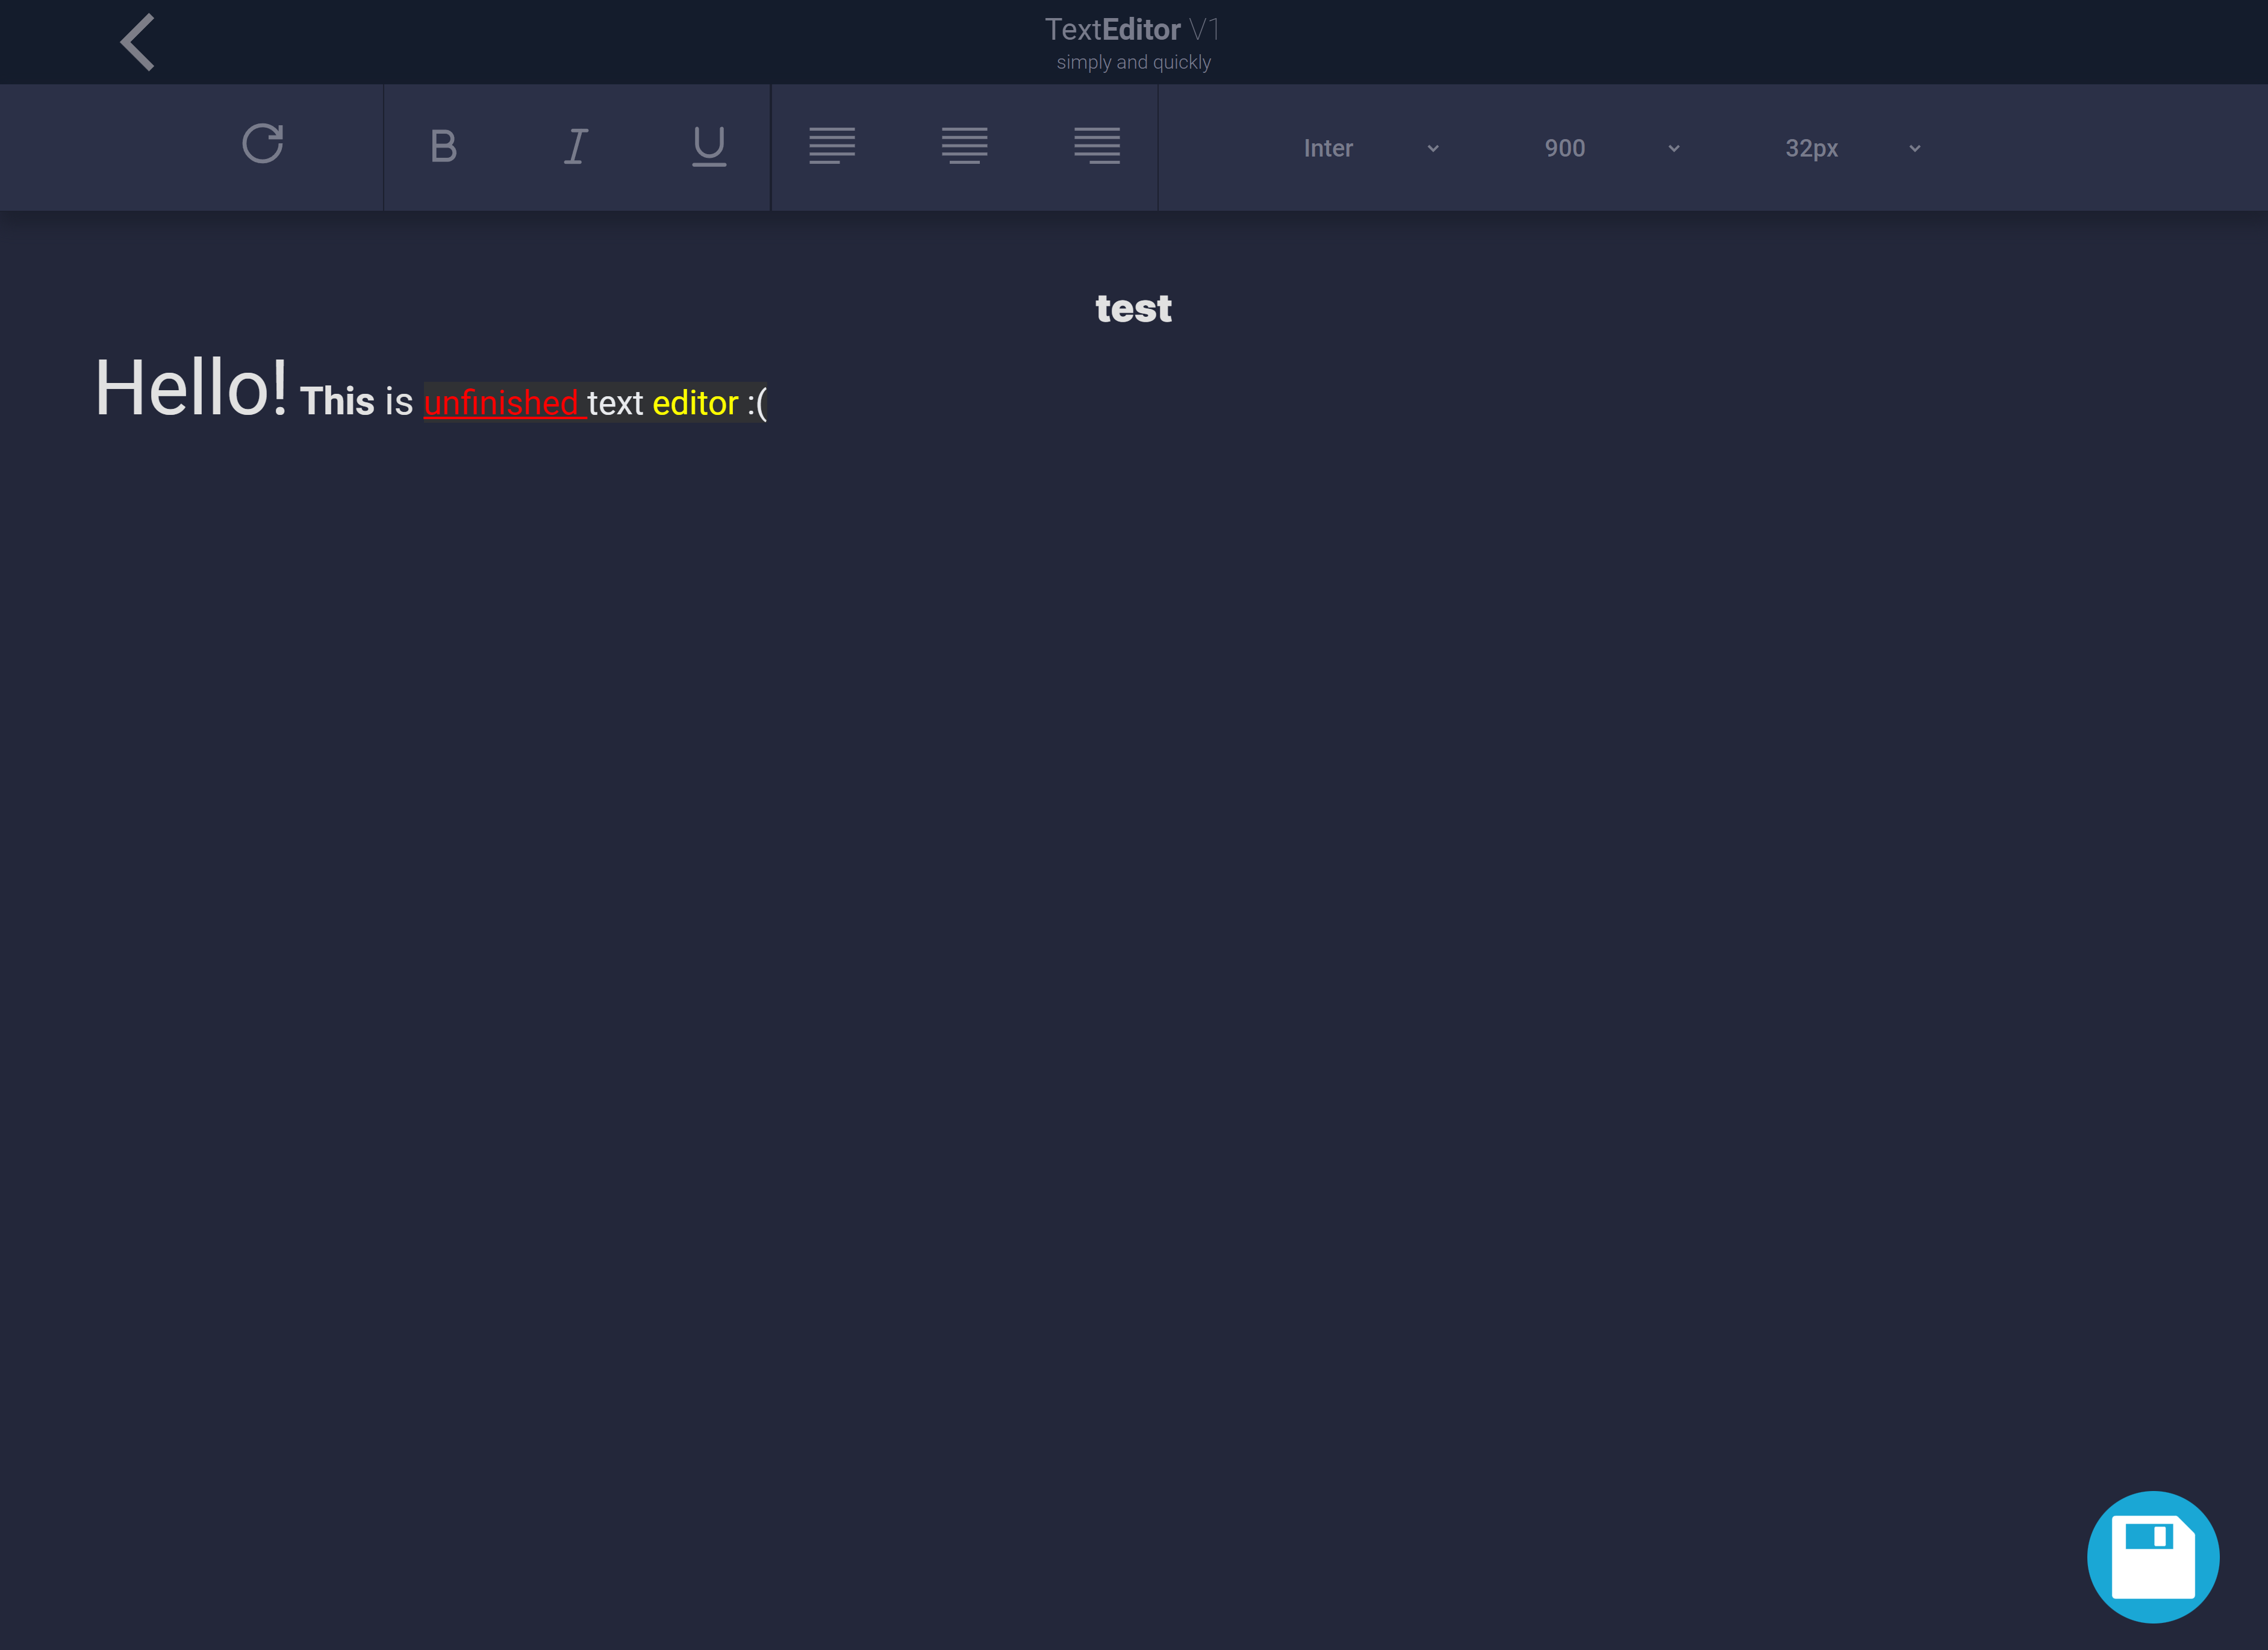 TextEditor V1
simply and quickly
B I U Inter 900 32px
test
Hello! This is unfinished text editor :(